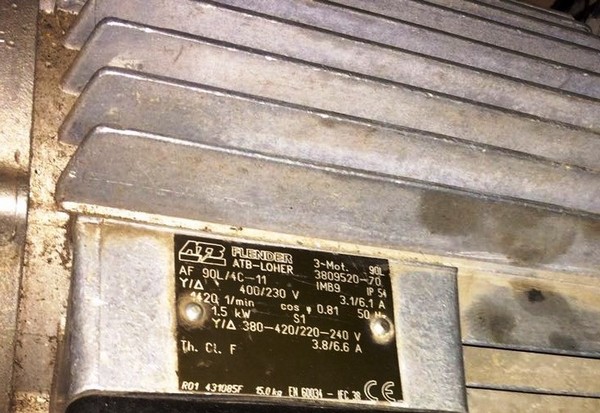 ATB FLENDER
ATB-LOHER 3-Mot. 90L
AF 90L/4C-11 3809520-70
Y/Δ 400/230 V IMB9 IP 54
1420 1/min 3.1/6.1 A
1.5 kW cos φ 0.81 50 Hz
S1
Y/Δ 380-420/220-240 V
Th. Cl. F 3.8/6.6 A
R01 431085F 15.0kg EN 60034 - IEC 38 CE